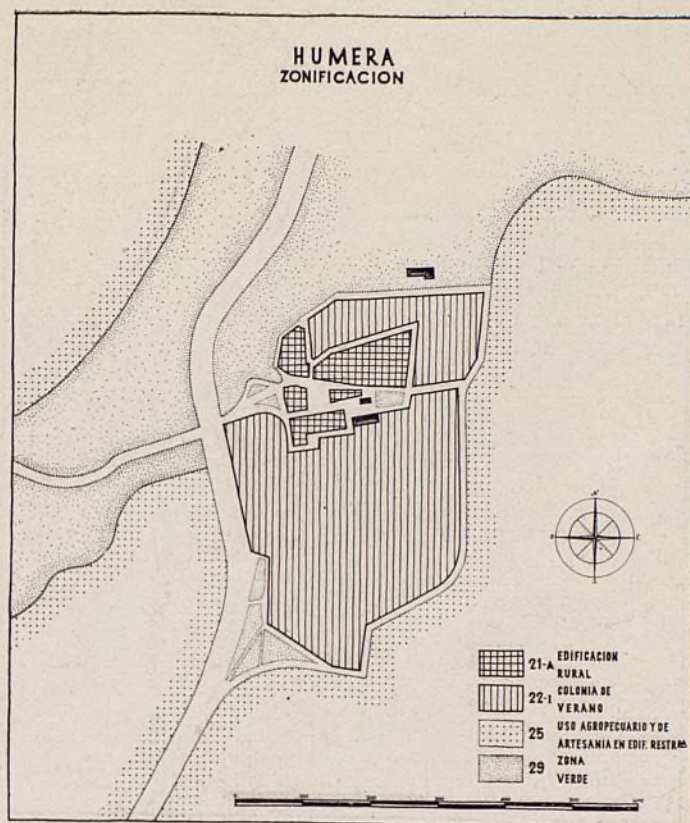 HUMERA
ZONIFICACION
N
S
E
21-A EDIFICACION
RURAL
22-1 COLONIA DE
VERANO
25 USO AGROPECUARIO Y DE
ARTESANIA EN EDIF. RESTRDA
29 ZONA
VERDE